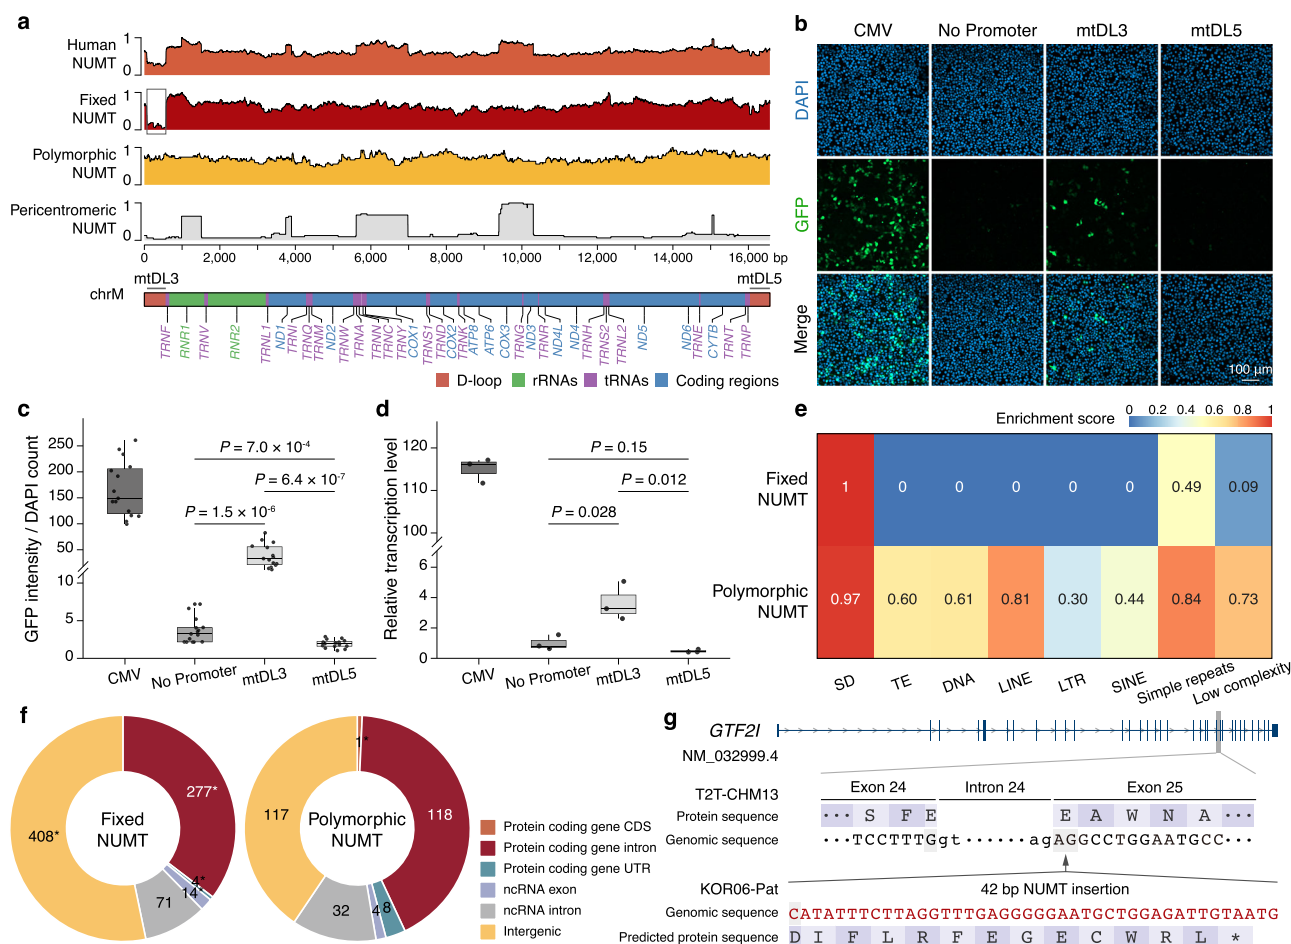 a
Human NUMT
1
0
Fixed NUMT
1
0
Polymorphic NUMT
1
0
Pericentromeric NUMT
1
0
0 2,000 4,000 6,000 8,000 10,000 12,000 14,000 16,000 bp
mtDL3 mtDL5
chrM
TRNF RNR1 TRNV RNR2 TRNL1 ND1 TRNI TRNQ TRNM ND2 TRNW TRNA TRNN TRNC TRNY COX1 TRNS1 TRND COX2 TRNK ATP8 ATP6 COX3 TRNG ND3 TRNR ND4L ND4 TRNH TRNS2 TRNL2 ND5 ND6 TRNE CYTB TRNT TRNP
D-loop rRNAs tRNAs Coding regions
b
CMV No Promoter mtDL3 mtDL5
DAPI
GFP
Merge
100 μm
c
GFP intensity / DAPI count
250
200
150
100
50
10
5
0
P = 7.0 × 10⁻⁴
P = 6.4 × 10⁻⁷
P = 1.5 × 10⁻⁶
CMV No Promoter mtDL3 mtDL5
d
Relative transcription level
120
110
100
6
4
2
0
P = 0.15
P = 0.012
P = 0.028
CMV No Promoter mtDL3 mtDL5
e
Enrichment score 0 0.2 0.4 0.6 0.8 1
Fixed NUMT
1 0 0 0 0 0 0.49 0.09
Polymorphic NUMT
0.97 0.60 0.61 0.81 0.30 0.44 0.84 0.73
SD TE DNA LINE LTR SINE Simple repeats Low complexity
f
Fixed NUMT
277*
4*
14*
71
408*
Polymorphic NUMT
1*
118
8
4
32
117
Protein coding gene CDS
Protein coding gene intron
Protein coding gene UTR
ncRNA exon
ncRNA intron
Intergenic
g
GTF2I
NM_032999.4
T2T-CHM13
Exon 24 Intron 24 Exon 25
Protein sequence ··· S F E E A W N A ···
Genomic sequence ···TCCTTTGgt······agAGGCCTGGAATGCC···
KOR06-Pat 42 bp NUMT insertion
Genomic sequence CATATTTCTTAGGTTTGAGGGGGAATGCTGGAGATTGTAATG
Predicted protein sequence D I F L R F E G E C W R L *